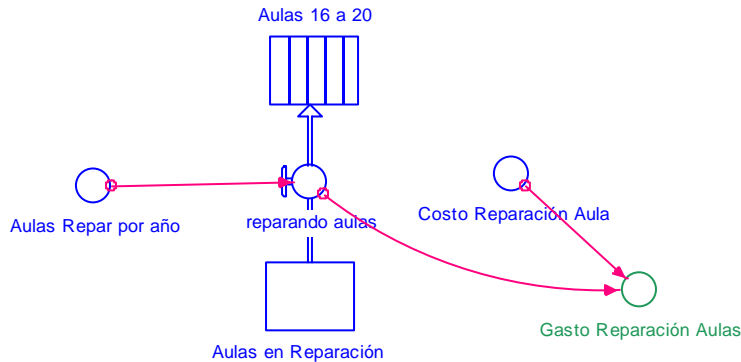 Aulas 16 a 20
Aulas Repar por año
reparando aulas
Costo Reparación Aula
Gasto Reparación Aulas
Aulas en Reparación